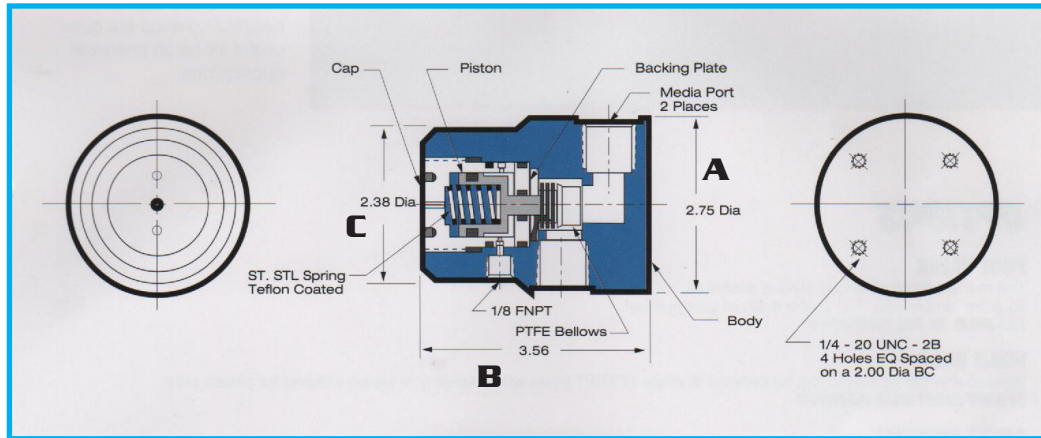 Cap
Piston
Backing Plate
Media Port
2 Places
A
2.38 Dia
2.75 Dia
C
ST. STL Spring
Teflon Coated
1/8 FNPT
PTFE Bellows
Body
3.56
B
1/4 - 20 UNC - 2B
4 Holes EQ Spaced
on a 2.00 Dia BC